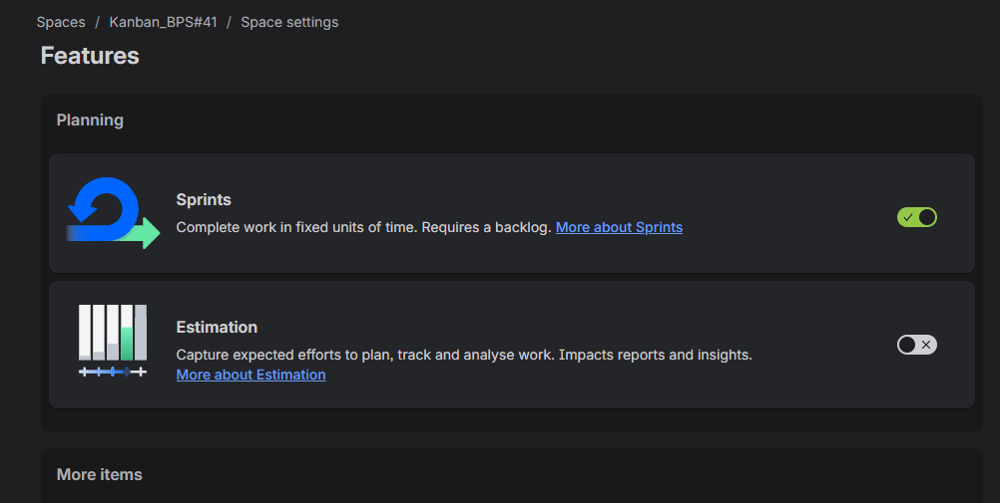 Spaces / Kanban_BPS#41 / Space settings
Features
Planning
Sprints
Complete work in fixed units of time. Requires a backlog. More about Sprints
Estimation
Capture expected efforts to plan, track and analyse work. Impacts reports and insights.
More about Estimation
More items